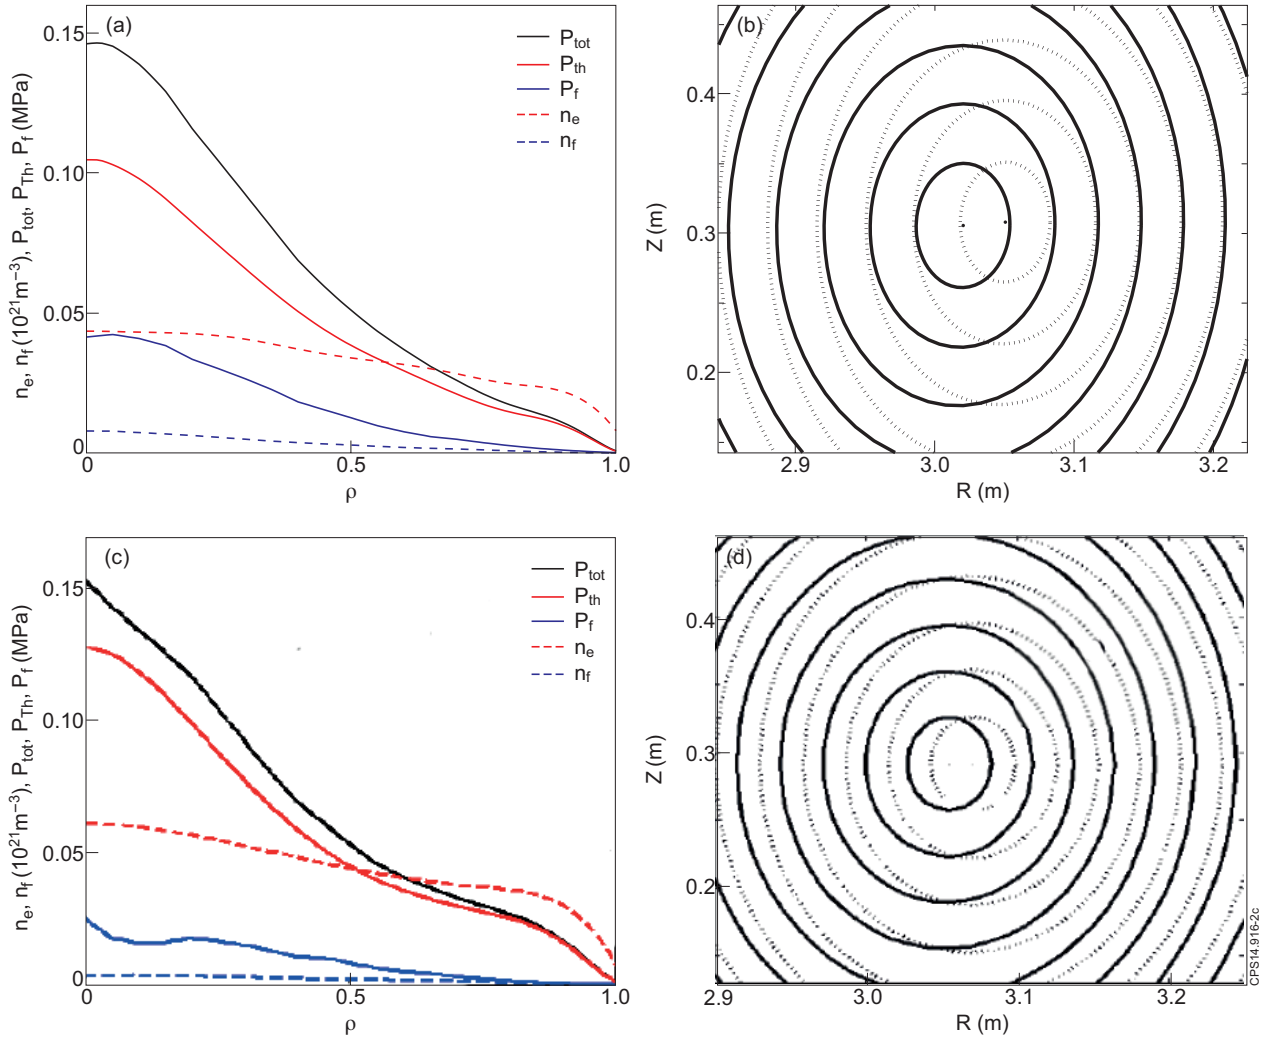 (a)
P_tot
P_th
P_f
n_e
n_f
0.15
0.10
0.05
0
n_e, n_f (10^21 m^−3), P_tot, P_Th, P_f (MPa)
0
0.5
1.0
ρ
(b)
0.4
0.3
0.2
Z (m)
2.9
3.0
3.1
3.2
R (m)
(c)
P_tot
P_th
P_f
n_e
n_f
0.15
0.10
0.05
0
n_e, n_f (10^21 m^−3), P_tot, P_Th, P_f (MPa)
0
0.5
1.0
ρ
(d)
0.4
0.3
0.2
Z (m)
2.9
3.0
3.1
3.2
R (m)
CPS14.916-2c